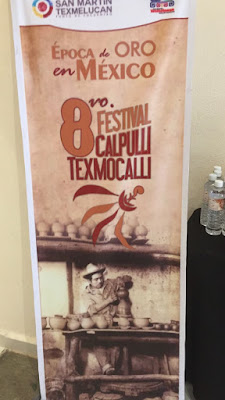 SAN MARTÍN
TEXMELUCAN
ÉPOCA de ORO
en MÉXICO
8vo.
FESTIVAL
CALPULLI
TEXMOCALLI